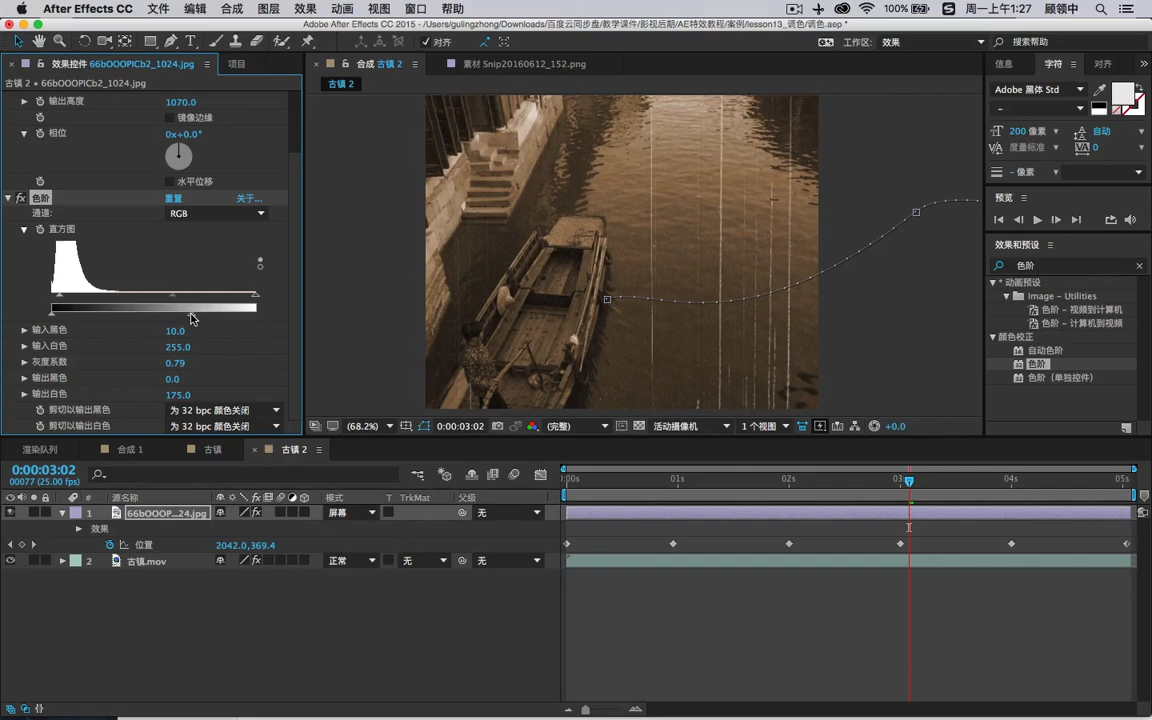 After Effects CC 文件 编辑 合成 图层 效果 动画 视图 窗口 帮助 100% 周一上午1:27 顾领中
Adobe After Effects CC 2015 - /Users/gulingzhong/Downloads/百度云同步盘/教学课件/影视后期/AE特效教程/案例/lesson13_调色/调色.aep *
对齐 工作区: 效果 搜索帮助
效果控件 66bOOOPICb2_1024.jpg 项目
古镇 2 • 66bOOOPICb2_1024.jpg
输出高度 1070.0
镜像边缘
相位 0x+0.0°
水平位移
fx 色阶 重置 关于...
通道: RGB
直方图
输入黑色 10.0
输入白色 255.0
灰度系数 0.79
输出黑色 0.0
输出白色 175.0
剪切以输出黑色 为 32 bpc 颜色关闭
剪切以输出白色 为 32 bpc 颜色关闭
合成 古镇 2 素材 Snip20160612_152.png
古镇 2
(68.2%) 0:00:03:02 (完整) 活动摄像机 1 个视图 +0.0
信息 字符 对齐
Adobe 黑体 Std
-
200 像素 自动
度量标准 0
- 像素
预览
效果和预设
色阶
* 动画预设
Image – Utilities
色阶 – 视频到计算机
色阶 – 计算机到视频
颜色校正
自动色阶
色阶
色阶（单独控件）
渲染队列 合成 1 古镇 古镇 2
0:00:03:02
00077 (25.00 fps)
:00s 01s 02s 03s 04s 05s
# 源名称 模式 T TrkMat 父级
1 66bOOOP...24.jpg 屏幕 无
效果
位置 2042.0,369.4
2 古镇.mov 正常 无 无